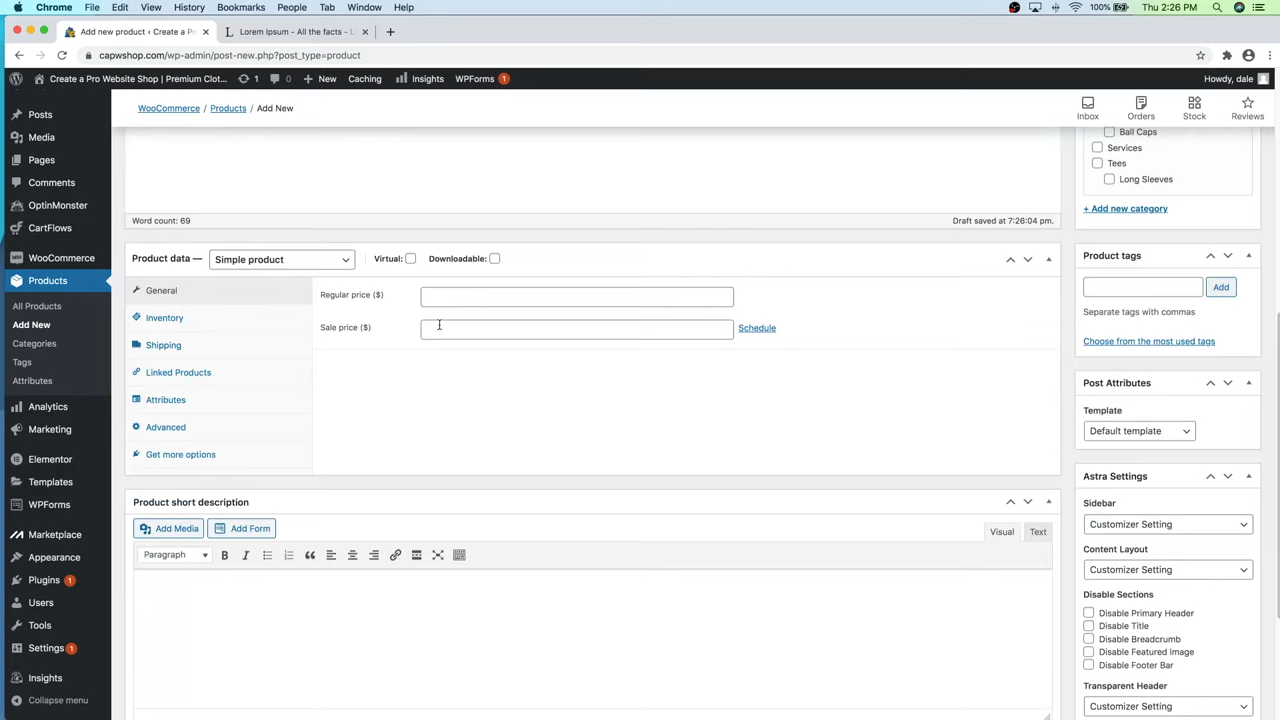 Chrome File Edit View History Bookmarks People Tab Window Help 100% Thu 2:26 PM
Add new product ‹ Create a Pr
Lorem Ipsum - All the facts - L
capwshop.com/wp-admin/post-new.php?post_type=product
Create a Pro Website Shop | Premium Clot... 1 0 New Caching Insights WPForms 1 Howdy, dale
Posts
Media
Pages
Comments
OptinMonster
CartFlows
WooCommerce
Products
All Products
Add New
Categories
Tags
Attributes
Analytics
Marketing
Elementor
Templates
WPForms
Marketplace
Appearance
Plugins 1
Users
Tools
Settings 1
Insights
Collapse menu
WooCommerce / Products / Add New
Inbox Orders Stock Reviews
Word count: 69 Draft saved at 7:26:04 pm.
Product data — Simple product Virtual: Downloadable:
General
Inventory
Shipping
Linked Products
Attributes
Advanced
Get more options
Regular price ($)
Sale price ($) Schedule
Product short description
Add Media Add Form Visual Text
Paragraph
Ball Caps
Services
Tees
Long Sleeves
+ Add new category
Product tags
Add
Separate tags with commas
Choose from the most used tags
Post Attributes
Template
Default template
Astra Settings
Sidebar
Customizer Setting
Content Layout
Customizer Setting
Disable Sections
Disable Primary Header
Disable Title
Disable Breadcrumb
Disable Featured Image
Disable Footer Bar
Transparent Header
Customizer Setting